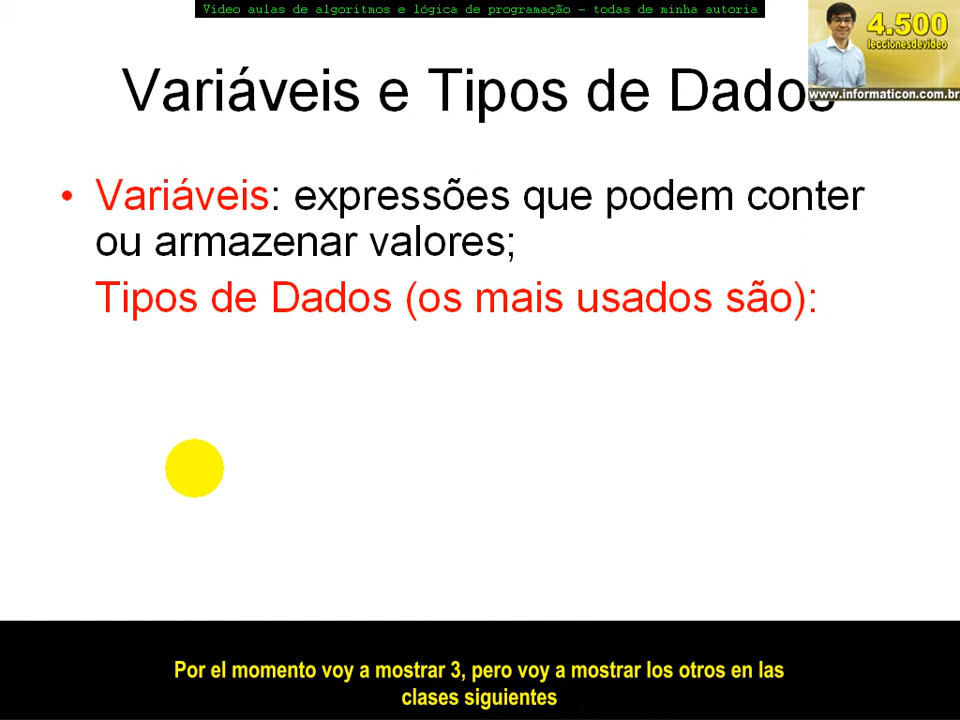 Vídeo aulas de algoritmos e lógica de programação - todas de minha autoria
4.500
leccionesdevideo
www.informaticon.com.br
Variáveis e Tipos de Dados
• Variáveis: expressões que podem conter
ou armazenar valores;
Tipos de Dados (os mais usados são):
Por el momento voy a mostrar 3, pero voy a mostrar los otros en las
clases siguientes